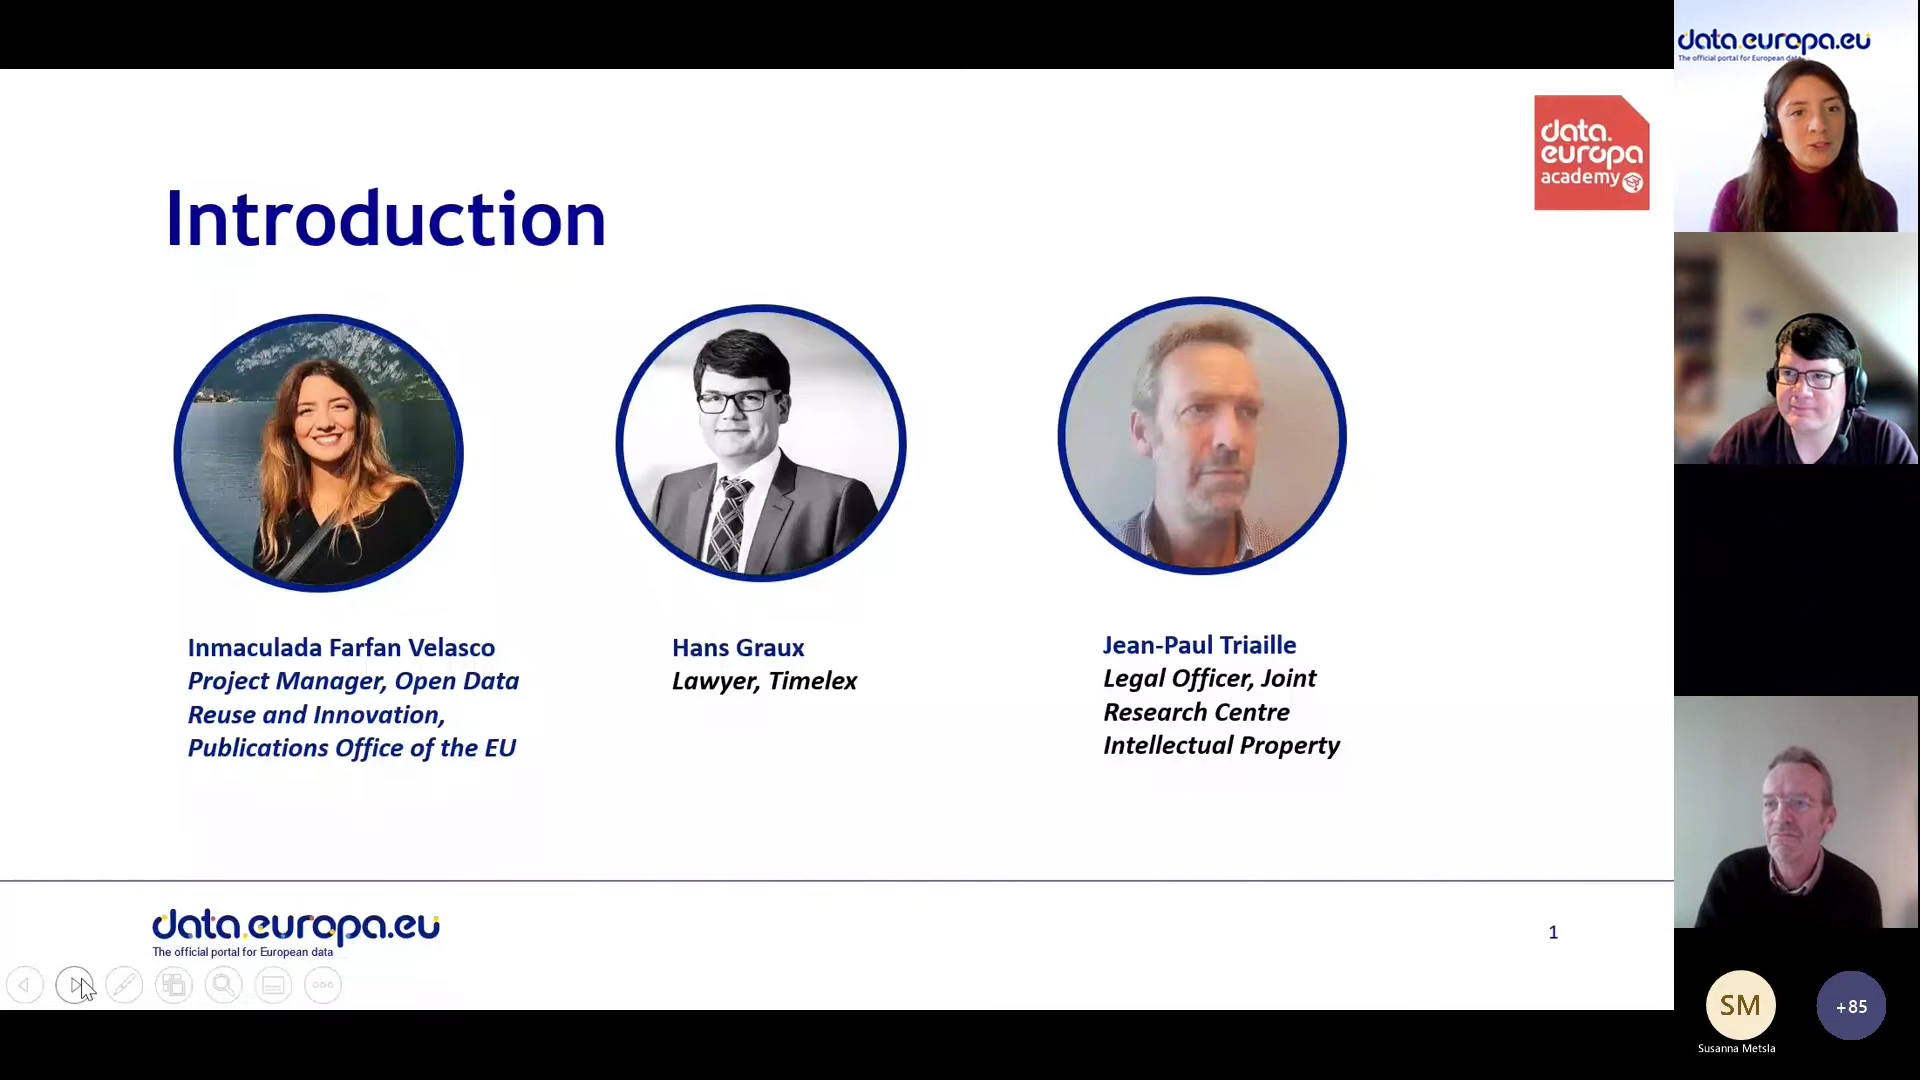 data.europa.eu
The official portal for European data
data.
europa
academy
Introduction
Inmaculada Farfan Velasco
Project Manager, Open Data
Reuse and Innovation,
Publications Office of the EU
Hans Graux
Lawyer, Timelex
Jean-Paul Triaille
Legal Officer, Joint
Research Centre
Intellectual Property
data.europa.eu
The official portal for European data
1
SM
+85
Susanna Metsla